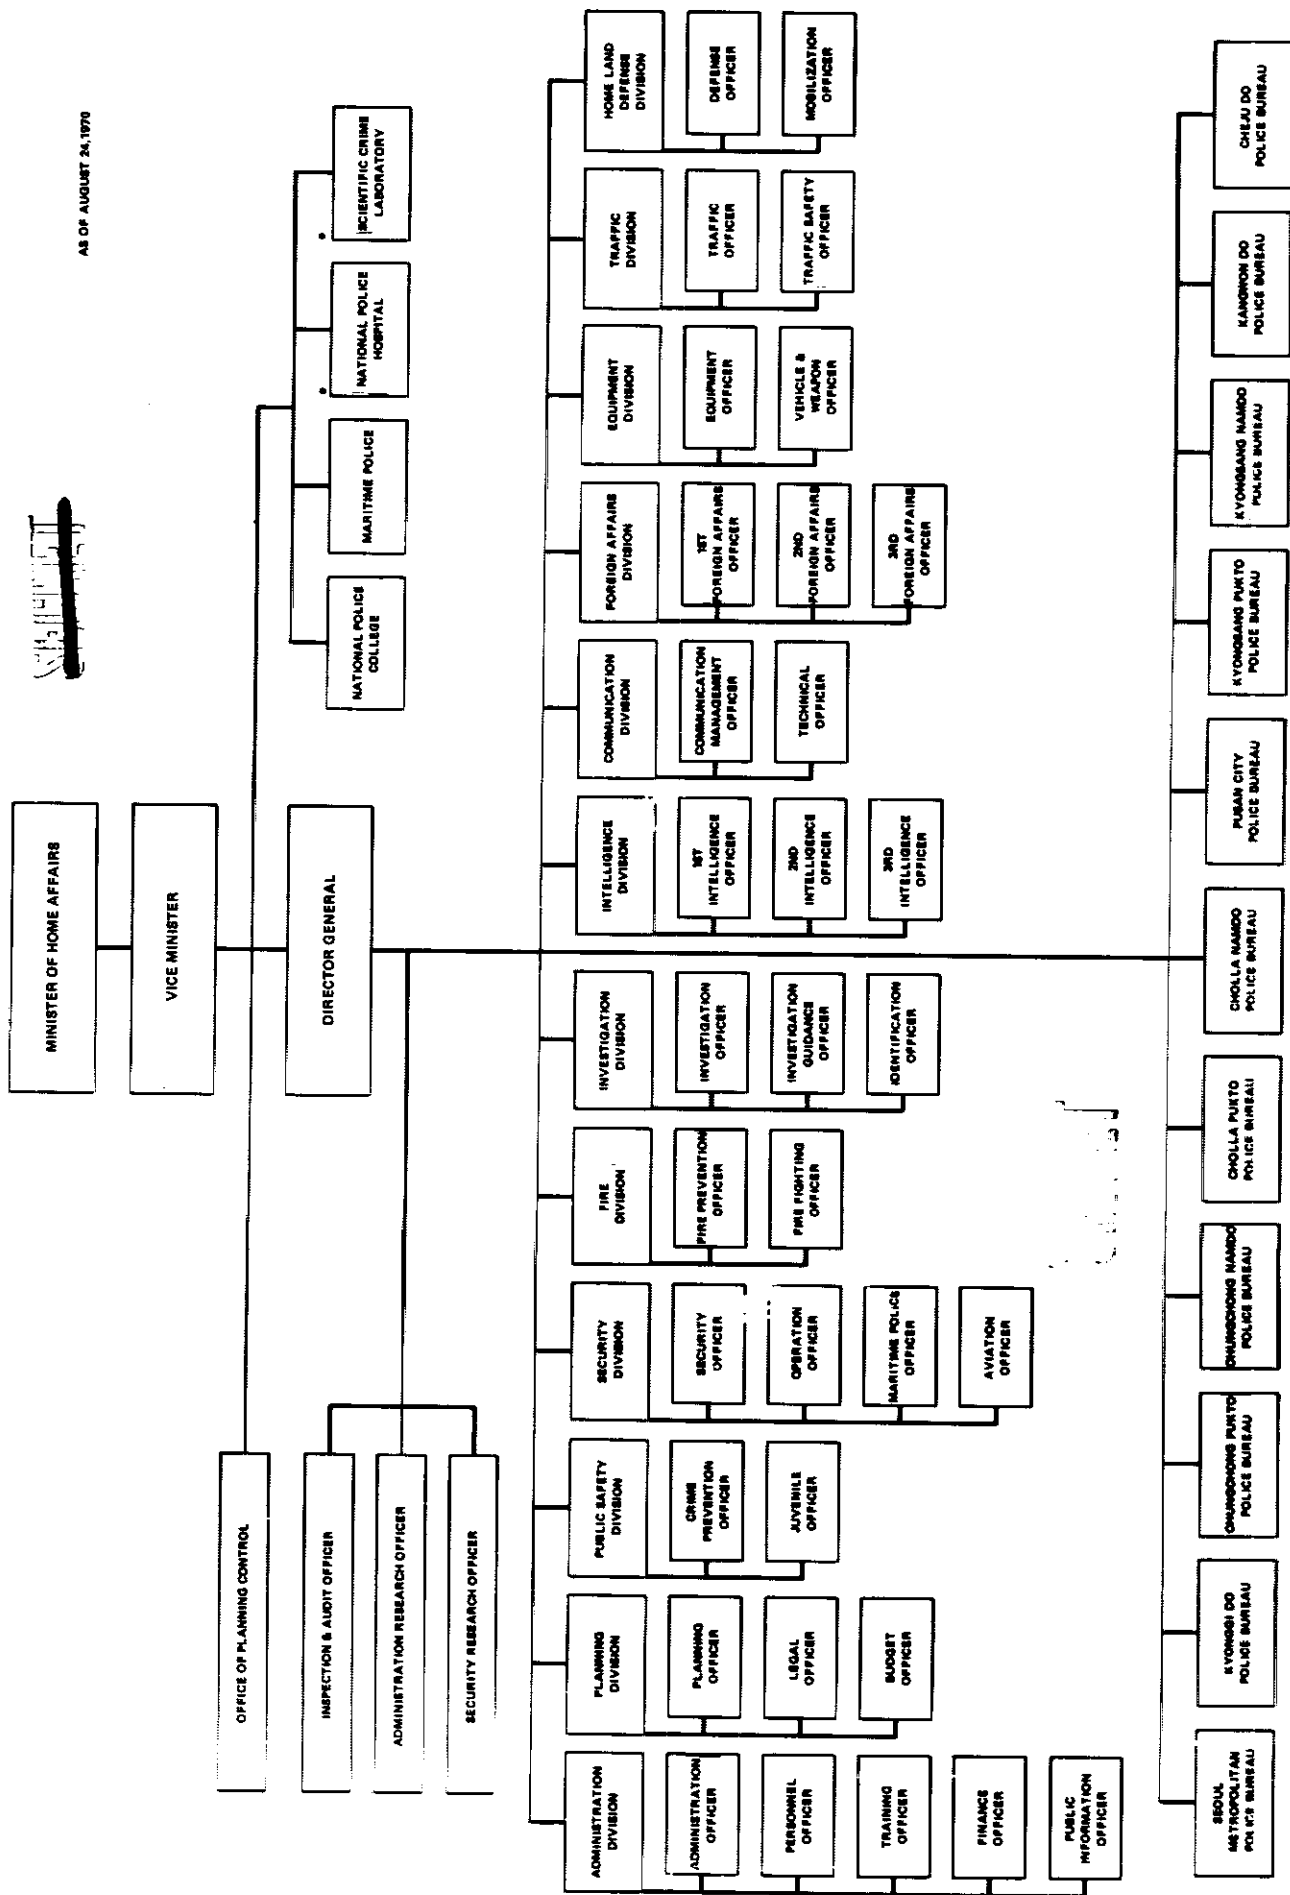 AS OF AUGUST 24,1970
MINISTER OF HOME AFFAIRS
VICE MINISTER
OFFICE OF PLANNING CONTROL
NATIONAL POLICE
COLLEGE
MARITIME POLICE
NATIONAL POLICE
HOSPITAL
SCIENTIFIC CRIME
LABORATORY
DIRECTOR GENERAL
INSPECTION & AUDIT OFFICER
ADMINISTRATION RESEARCH OFFICER
SECURITY RESEARCH OFFICER
ADMINISTRATION
DIVISION
ADMINISTRATION
OFFICER
PERSONNEL
OFFICER
TRAINING
OFFICER
FINANCE
OFFICER
PUBLIC
INFORMATION
OFFICER
PLANNING
DIVISION
PLANNING
OFFICER
LEGAL
OFFICER
BUDGET
OFFICER
PUBLIC SAFETY
DIVISION
CRIME
PREVENTION
OFFICER
JUVENILE
OFFICER
SECURITY
DIVISION
SECURITY
OFFICER
OPERATION
OFFICER
MARITIME POLICE
OFFICER
AVIATION
OFFICER
FIRE
DIVISION
FIRE PREVENTION
OFFICER
FIRE FIGHTING
OFFICER
INVESTIGATION
DIVISION
INVESTIGATION
OFFICER
INVESTIGATION
GUIDANCE
OFFICER
IDENTIFICATION
OFFICER
INTELLIGENCE
DIVISION
1ST
INTELLIGENCE
OFFICER
2ND
INTELLIGENCE
OFFICER
3RD
INTELLIGENCE
OFFICER
COMMUNICATION
DIVISION
COMMUNICATION
MANAGEMENT
OFFICER
TECHNICAL
OFFICER
FOREIGN AFFAIRS
DIVISION
1ST
FOREIGN AFFAIRS
OFFICER
2ND
FOREIGN AFFAIRS
OFFICER
3RD
FOREIGN AFFAIRS
OFFICER
EQUIPMENT
DIVISION
EQUIPMENT
OFFICER
VEHICLE &
WEAPON
OFFICER
TRAFFIC
DIVISION
TRAFFIC
OFFICER
TRAFFIC SAFETY
OFFICER
HOME LAND
DEFENSE
DIVISION
DEFENSE
OFFICER
MOBILIZATION
OFFICER
SEOUL
METROPOLITAN
POLICE BUREAU
KYONGGI DO
POLICE BUREAU
CHUNGCHONG PUKTO
POLICE BUREAU
CHUNGCHONG NAMDO
POLICE BUREAU
CHOLLA PUKTO
POLICE BUREAU
CHOLLA NAMDO
POLICE BUREAU
PUSAN CITY
POLICE BUREAU
KYONGSANG PUKTO
POLICE BUREAU
KYONGSANG NAMDO
POLICE BUREAU
KANGWON DO
POLICE BUREAU
CHEJU DO
POLICE BUREAU